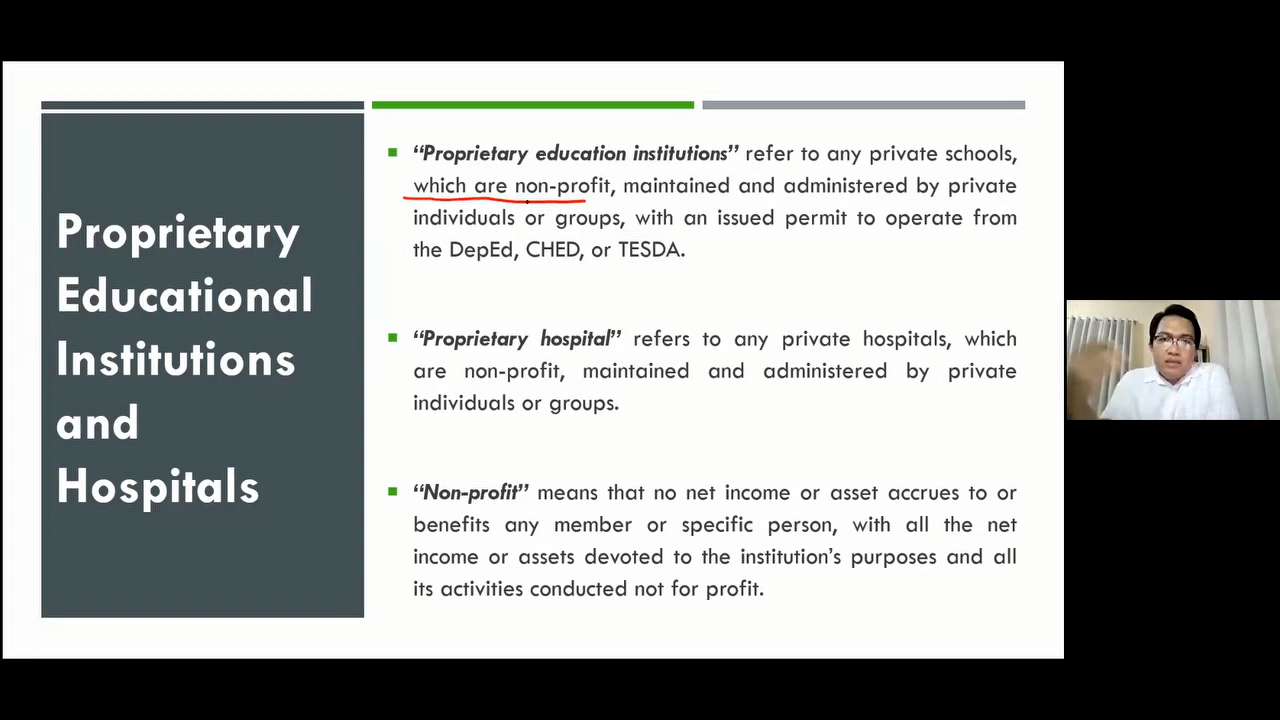 Proprietary
Educational
Institutions
and
Hospitals
“Proprietary education institutions” refer to any private schools,
which are non-profit, maintained and administered by private
individuals or groups, with an issued permit to operate from
the DepEd, CHED, or TESDA.
“Proprietary hospital” refers to any private hospitals, which
are non-profit, maintained and administered by private
individuals or groups.
“Non-profit” means that no net income or asset accrues to or
benefits any member or specific person, with all the net
income or assets devoted to the institution’s purposes and all
its activities conducted not for profit.